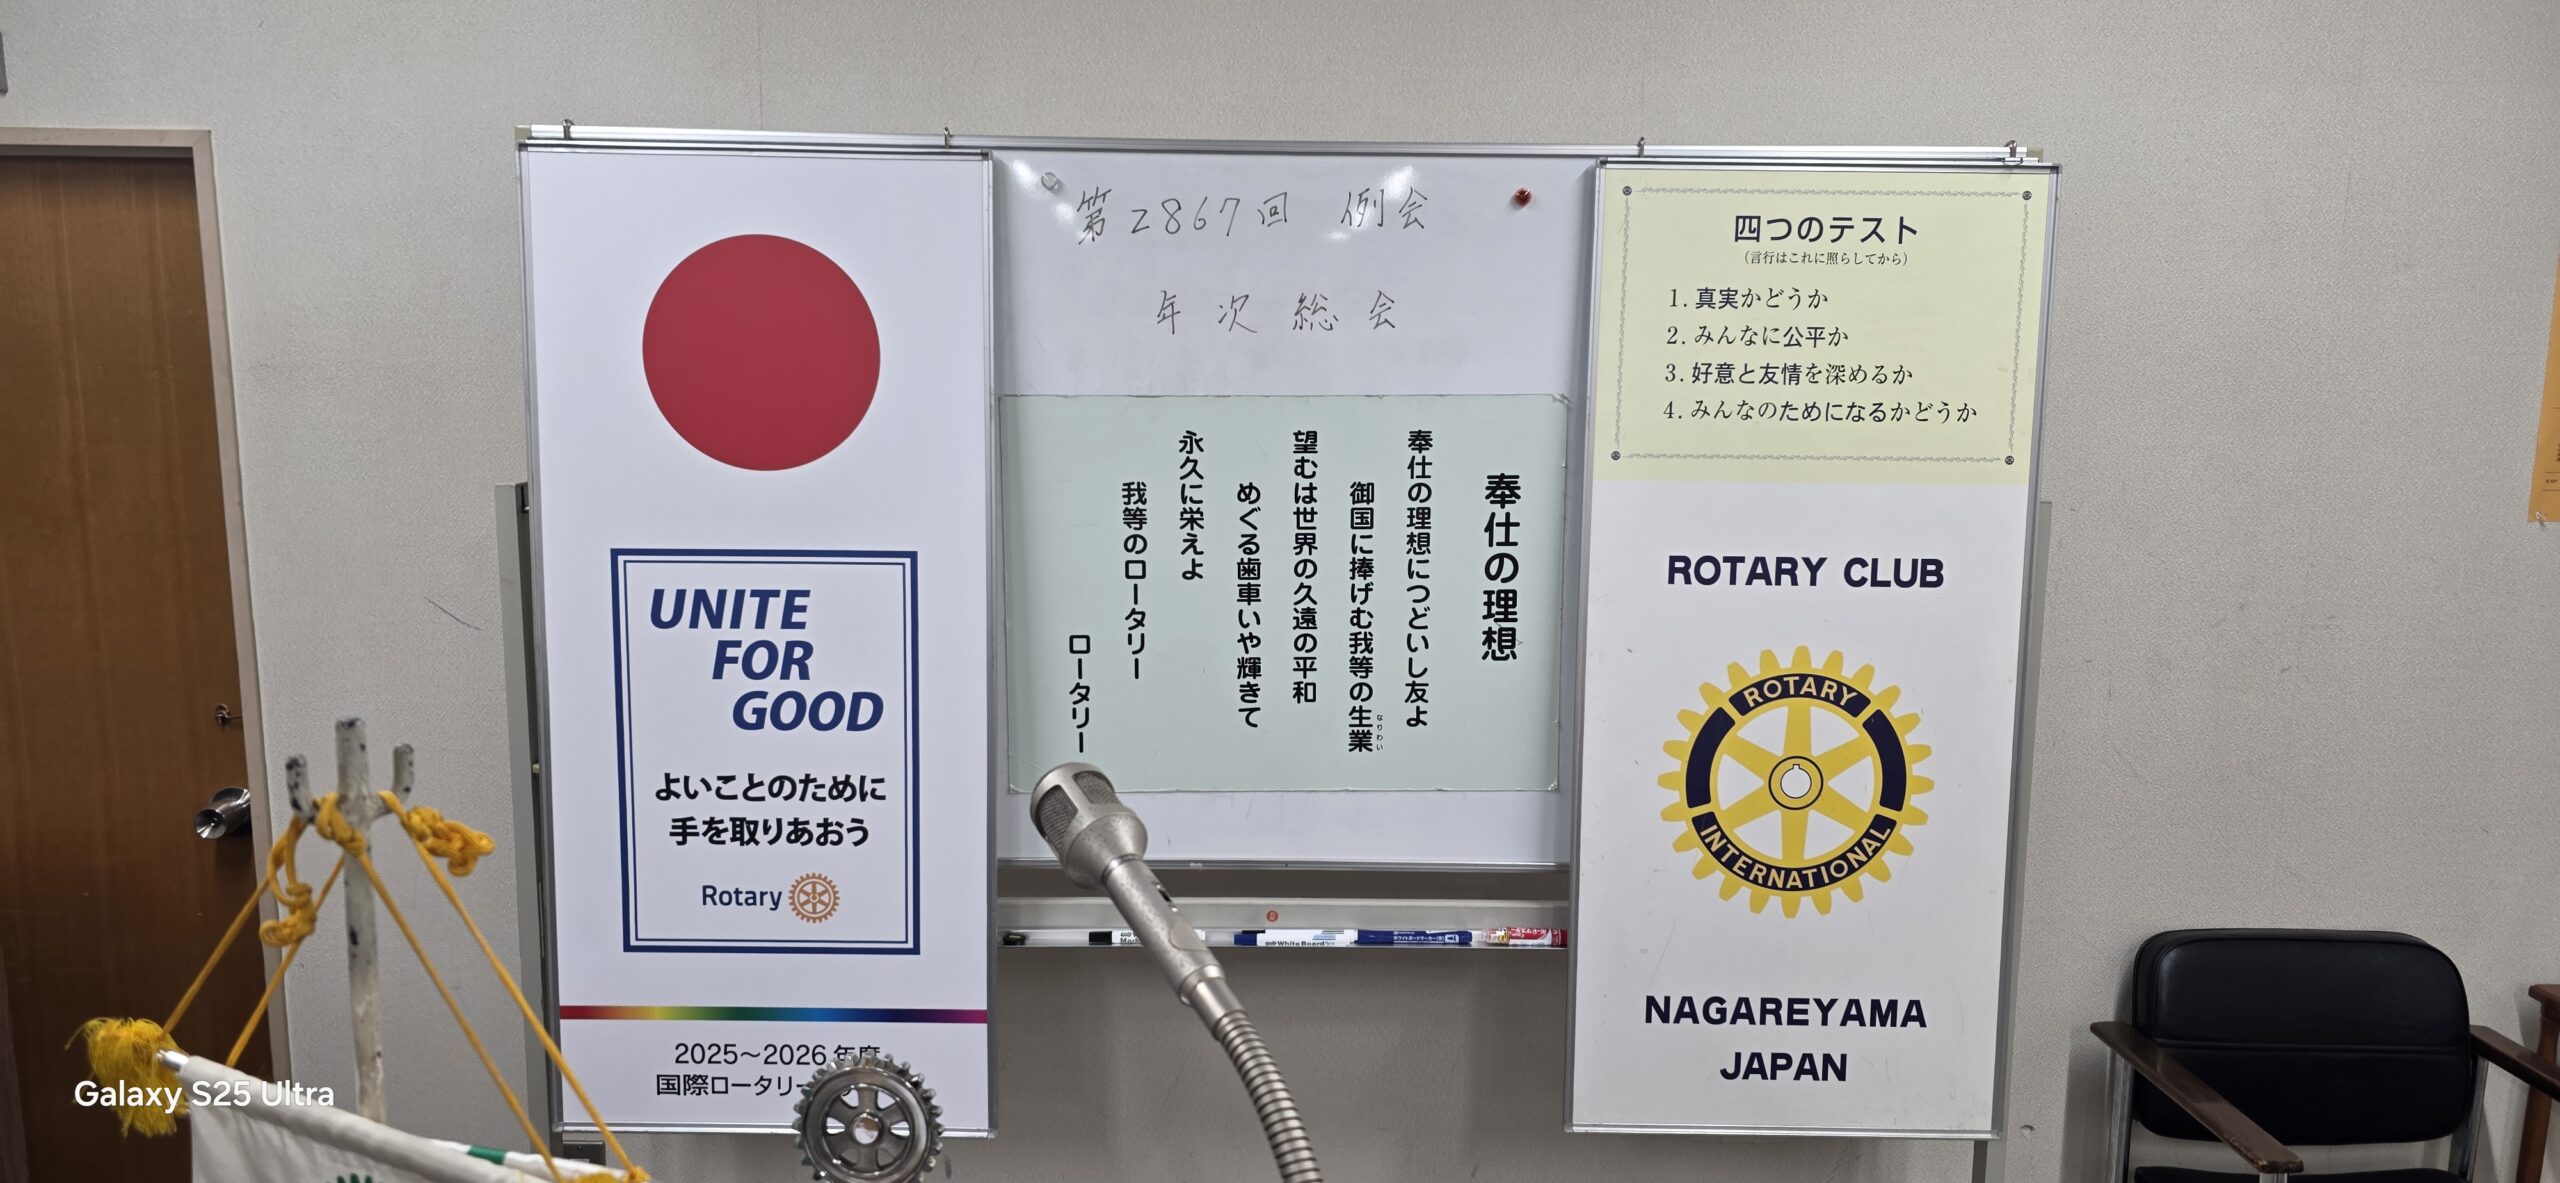 UNITE
FOR
GOOD
よいことのために
手を取りあおう
Rotary
2025〜2026 年度
国際ロータリー
第2867回 例会
年次総会
奉仕の理想
奉仕の理想につどいし友よ
御国に捧げむ我等の生業
なりわい
望むは世界の久遠の平和
めぐる歯車いや輝きて
永久に栄えよ
我等のロータリー
ロータリー
White Board
四つのテスト
(言行はこれに照らしてから)
1. 真実かどうか
2. みんなに公平か
3. 好意と友情を深めるか
4. みんなのためになるかどうか
ROTARY CLUB
ROTARY
INTERNATIONAL
NAGAREYAMA
JAPAN
Galaxy S25 Ultra